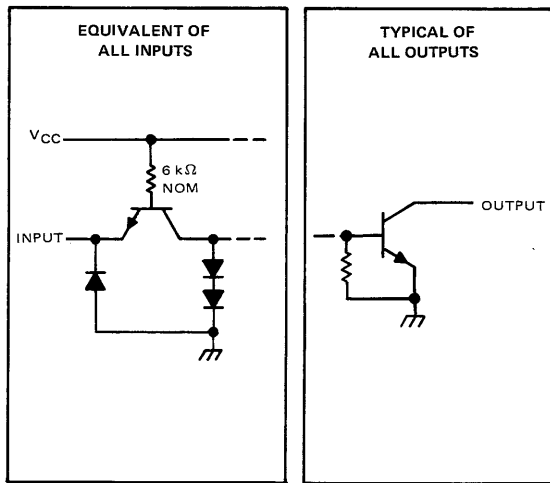 EQUIVALENT OF
ALL INPUTS
VCC
6 kΩ
NOM
INPUT
TYPICAL OF
ALL OUTPUTS
OUTPUT